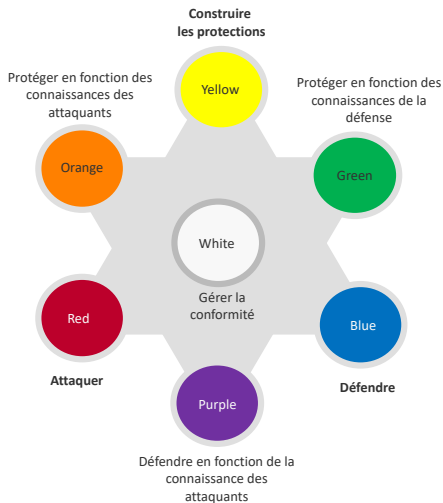 Construire
les protections
Yellow
Protéger en fonction des
connaissances des
attaquants
Orange
Protéger en fonction des
connaissances de la
défense
Green
White
Gérer la
conformité
Red
Attaquer
Blue
Défendre
Purple
Défendre en fonction de la
connaissance des
attaquants